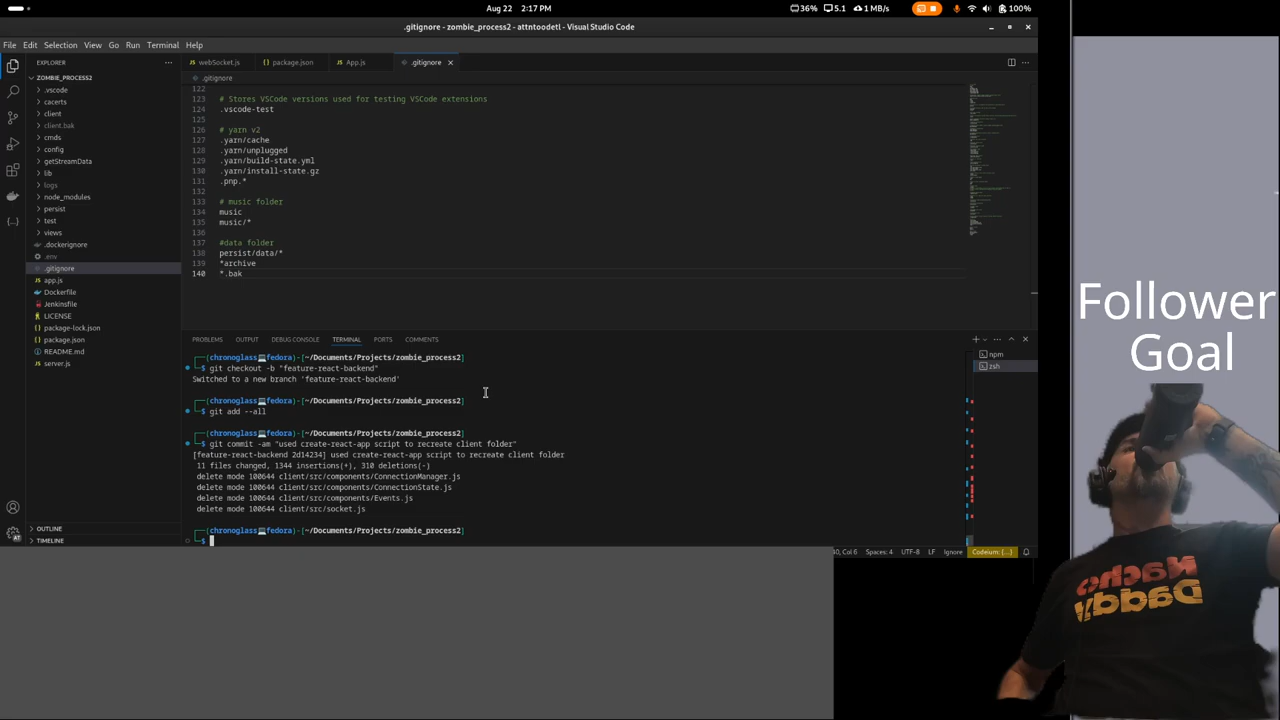 Aug 22 2:17 PM
36% 5.1 1 MB/s 100%
.gitignore - zombie_process2 - attntoodetl - Visual Studio Code
File Edit Selection View Go Run Terminal Help
EXPLORER
webSocket.js package.json App.js .gitignore
ZOMBIE_PROCESS2
.gitignore
.vscode
cacerts
client
client.bak
cmds
config
getStreamData
lib
logs
node_modules
persist
test
views
.dockerignore
.env
.gitignore
app.js
Dockerfile
Jenkinsfile
LICENSE
package-lock.json
package.json
README.md
server.js
OUTLINE
TIMELINE
122
123 # Stores VSCode versions used for testing VSCode extensions
124 .vscode-test
125
126 # yarn v2
127 .yarn/cache
128 .yarn/unplugged
129 .yarn/build-state.yml
130 .yarn/install-state.gz
131 .pnp.*
132
133 # music folder
134 music
135 music/*
136
137 #data folder
138 persist/data/*
139 *archive
140 *.bak
PROBLEMS OUTPUT DEBUG CONSOLE TERMINAL PORTS COMMENTS
npm
zsh
(chronoglass💻fedora)-[~/Documents/Projects/zombie_process2]
$ git checkout -b "feature-react-backend"
Switched to a new branch 'feature-react-backend'
(chronoglass💻fedora)-[~/Documents/Projects/zombie_process2]
$ git add --all
(chronoglass💻fedora)-[~/Documents/Projects/zombie_process2]
$ git commit -am "used create-react-app script to recreate client folder"
[feature-react-backend 2d14234] used create-react-app script to recreate client folder
11 files changed, 1344 insertions(+), 310 deletions(-)
delete mode 100644 client/src/components/ConnectionManager.js
delete mode 100644 client/src/components/ConnectionState.js
delete mode 100644 client/src/components/Events.js
delete mode 100644 client/src/socket.js
(chronoglass💻fedora)-[~/Documents/Projects/zombie_process2]
$
Col 6 Spaces: 4 UTF-8 LF Ignore Codeium: {...}
Follower
Goal
Nacho
Daddy